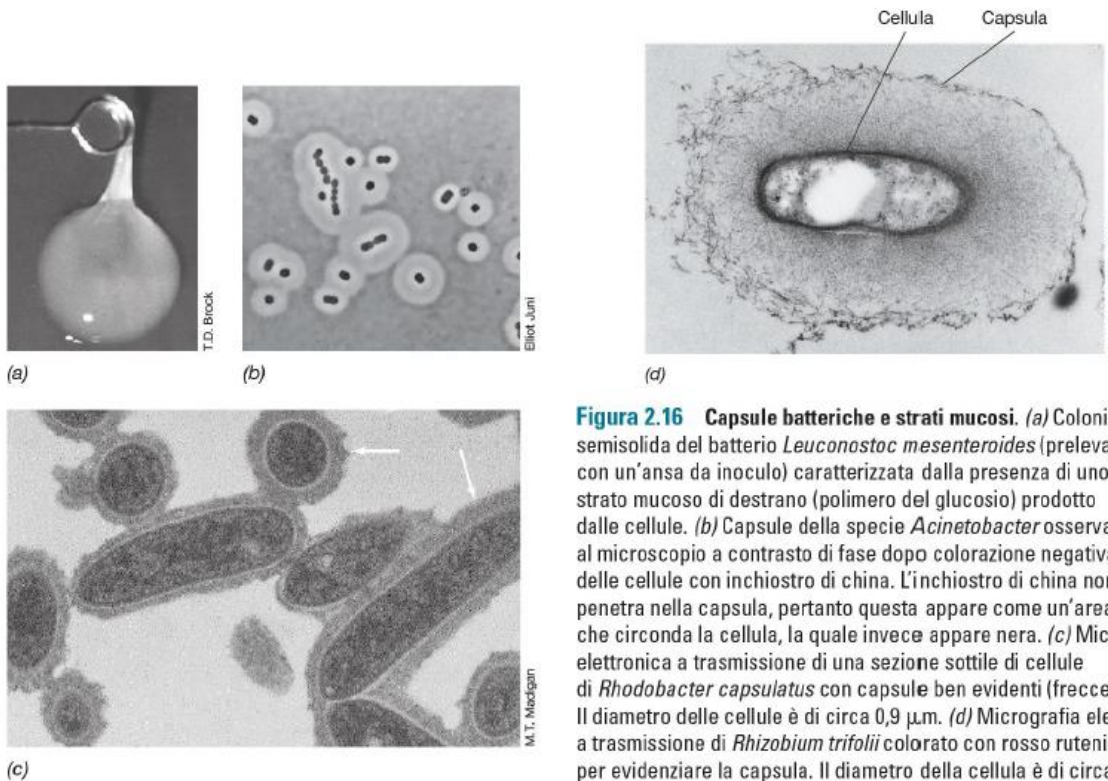 Cellula Capsula
T.D. Brock
Elliot Juni
(a)
(b)
(d)
M.T. Madigan
(c)
Figura 2.16 Capsule batteriche e strati mucosi. (a) Coloni
semisolida del batterio Leuconostoc mesenteroides (preleva
con un'ansa da inoculo) caratterizzata dalla presenza di uno
strato mucoso di destrano (polimero del glucosio) prodotto
dalle cellule. (b) Capsule della specie Acinetobacter osserva
al microscopio a contrasto di fase dopo colorazione negativa
delle cellule con inchiostro di china. L'inchiostro di china non
penetra nella capsula, pertanto questa appare come un'area
che circonda la cellula, la quale invece appare nera. (c) Mic
elettronica a trasmissione di una sezione sottile di cellule
di Rhodobacter capsulatus con capsule ben evidenti (frecce
Il diametro delle cellule è di circa 0,9 µm. (d) Micrografia ele
a trasmissione di Rhizobium trifolii colorato con rosso ruteni
per evidenziare la capsula. Il diametro della cellula è di circa